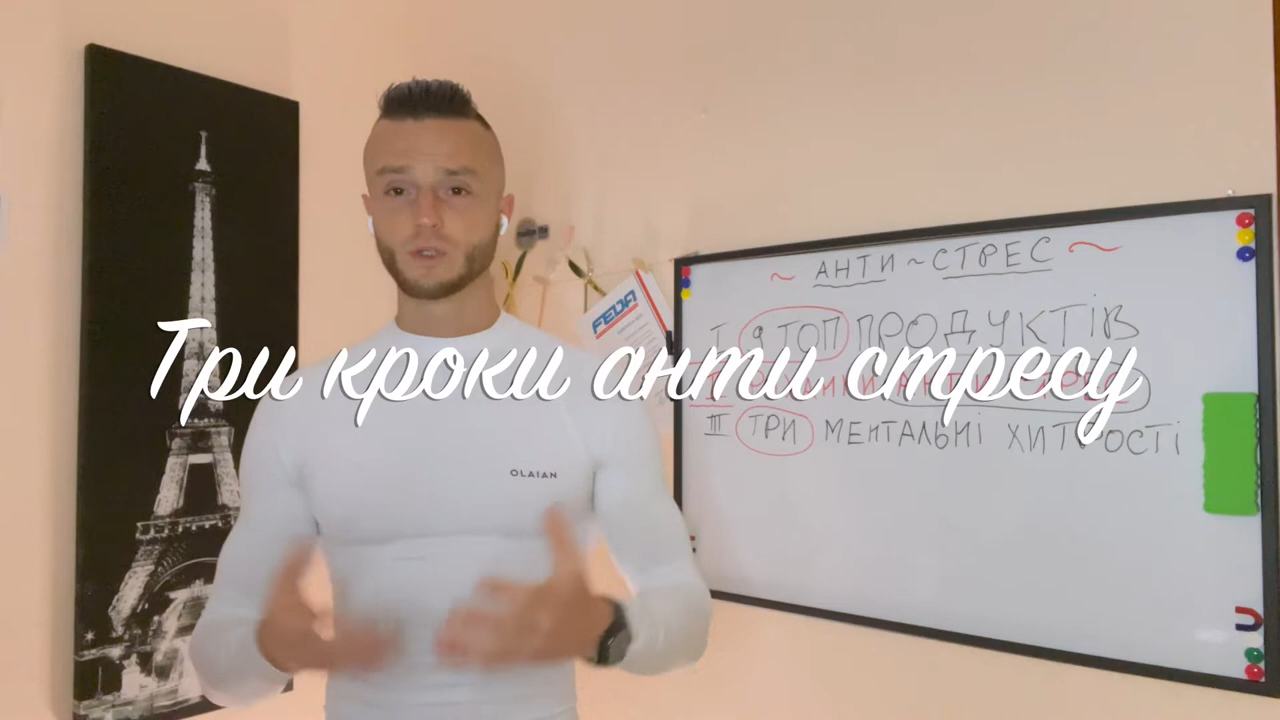 ~ АНТИ ~ СТРЕС ~
FEDA
I 9 ТОП ПРОДУКТІВ
Три кроки анти стресу
III ТРИ МЕНТАЛЬНІ ХИТРОСТІ
OLAIAN